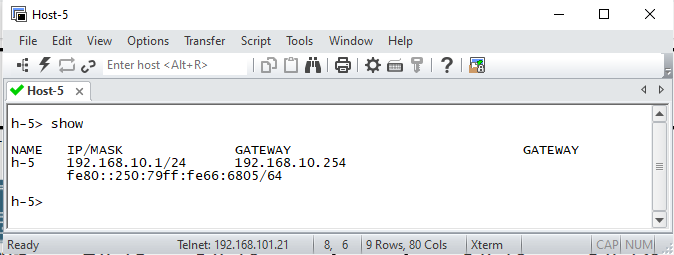 Host-5
File Edit View Options Transfer Script Tools Window Help
Enter host <Alt+R>
Host-5
h-5> show
NAME IP/MASK GATEWAY GATEWAY
h-5 192.168.10.1/24 192.168.10.254
fe80::250:79ff:fe66:6805/64
h-5>
Ready Telnet: 192.168.101.21 8, 6 9 Rows, 80 Cols Xterm CAP NUM